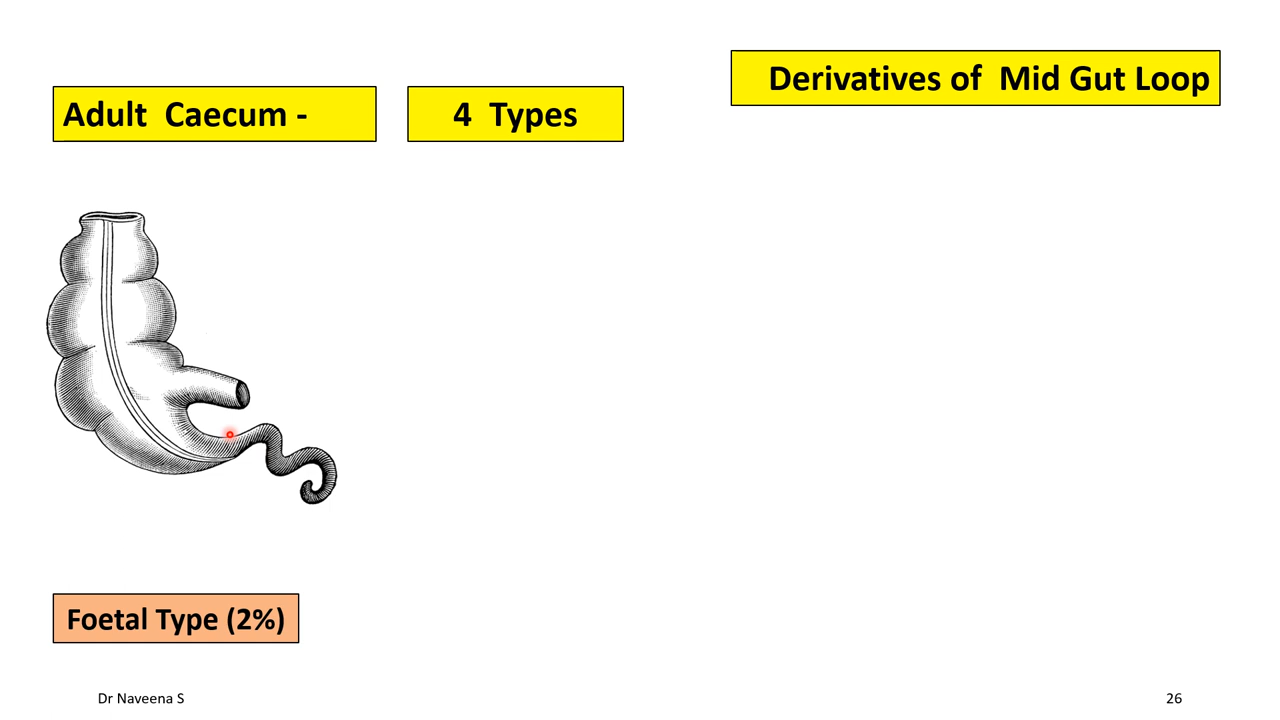 Derivatives of  Mid Gut Loop
Adult  Caecum -
4  Types
Foetal Type (2%)
Dr Naveena S
26